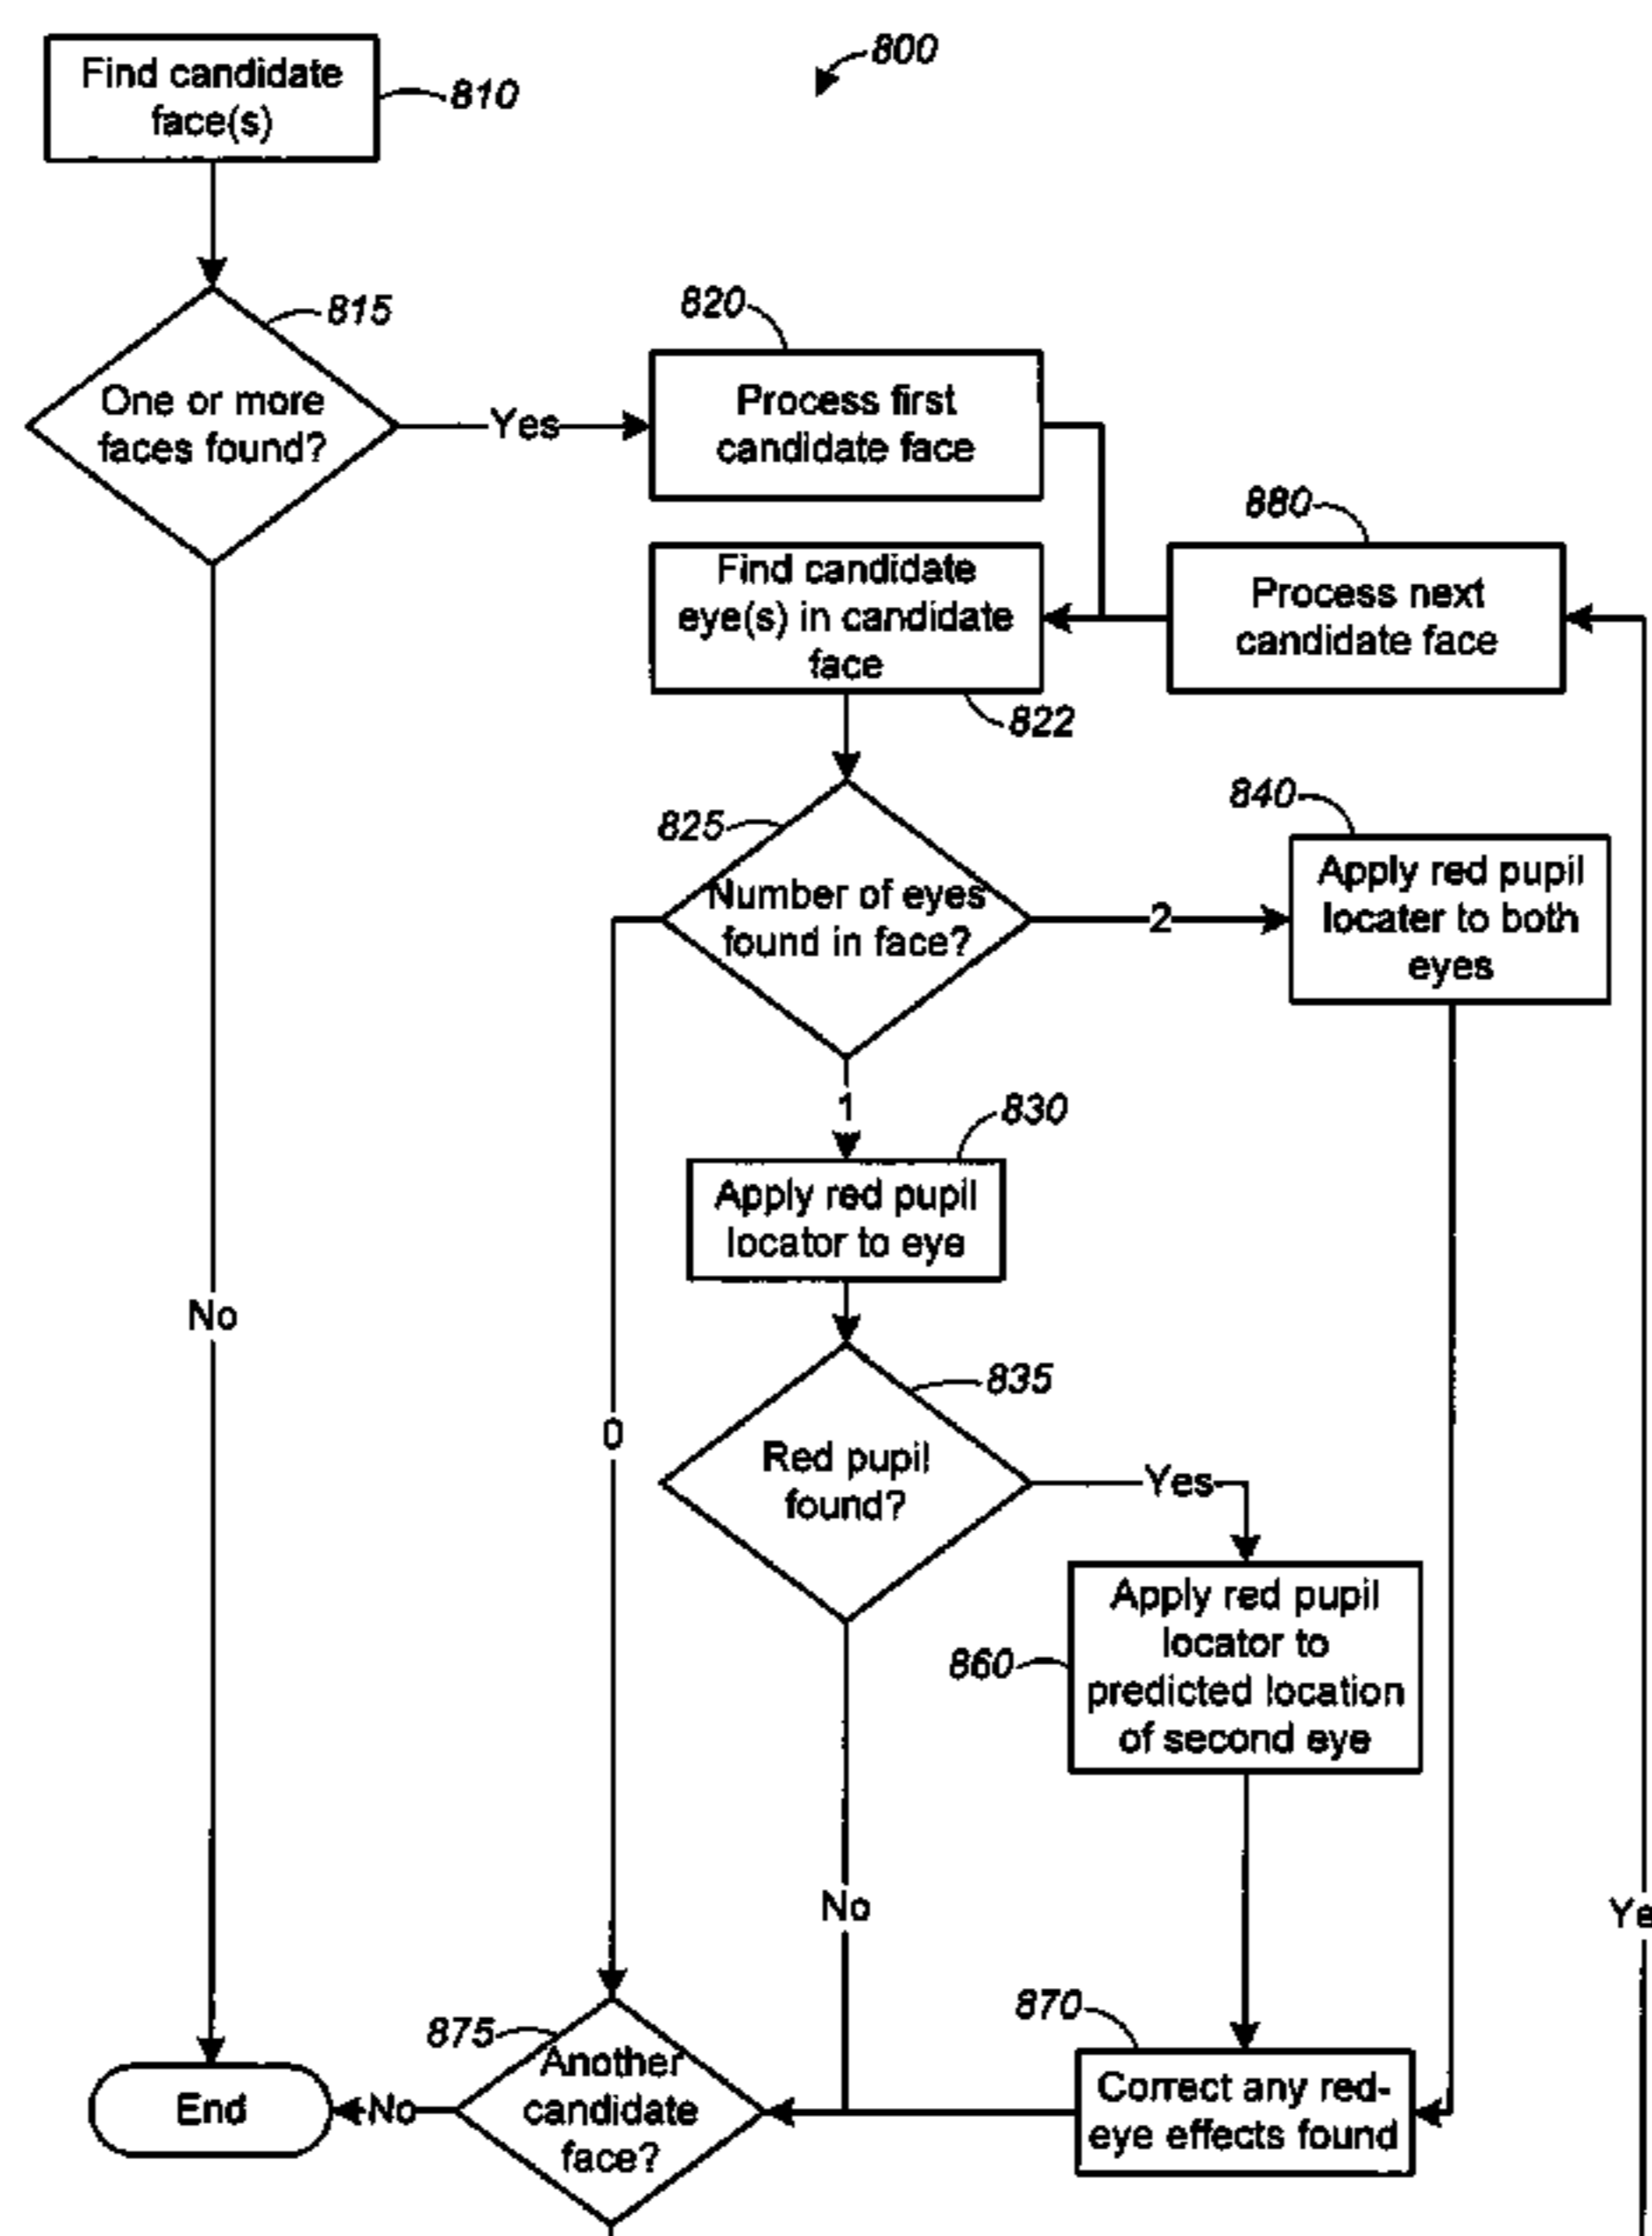 800
Find candidate
face(s)
810
815
One or more
faces found?
Yes
820
Process first
candidate face
880
Process next
candidate face
Find candidate
eye(s) in candidate
face
822
825
Number of eyes
found in face?
2
840
Apply red pupil
locater to both
eyes
1
830
Apply red pupil
locator to eye
No
0
835
Red pupil
found?
Yes
860
Apply red pupil
locator to
predicted location
of second eye
No
Ye
870
Correct any red-
eye effects found
875
Another
candidate
face?
No
End